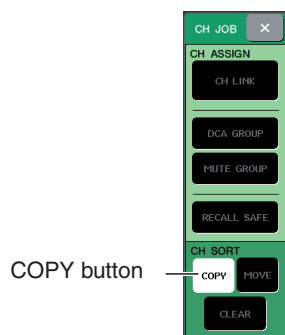 CH JOB ×
CH ASSIGN
CH LINK
DCA GROUP
MUTE GROUP
RECALL SAFE
CH SORT
COPY button
COPY MOVE
CLEAR